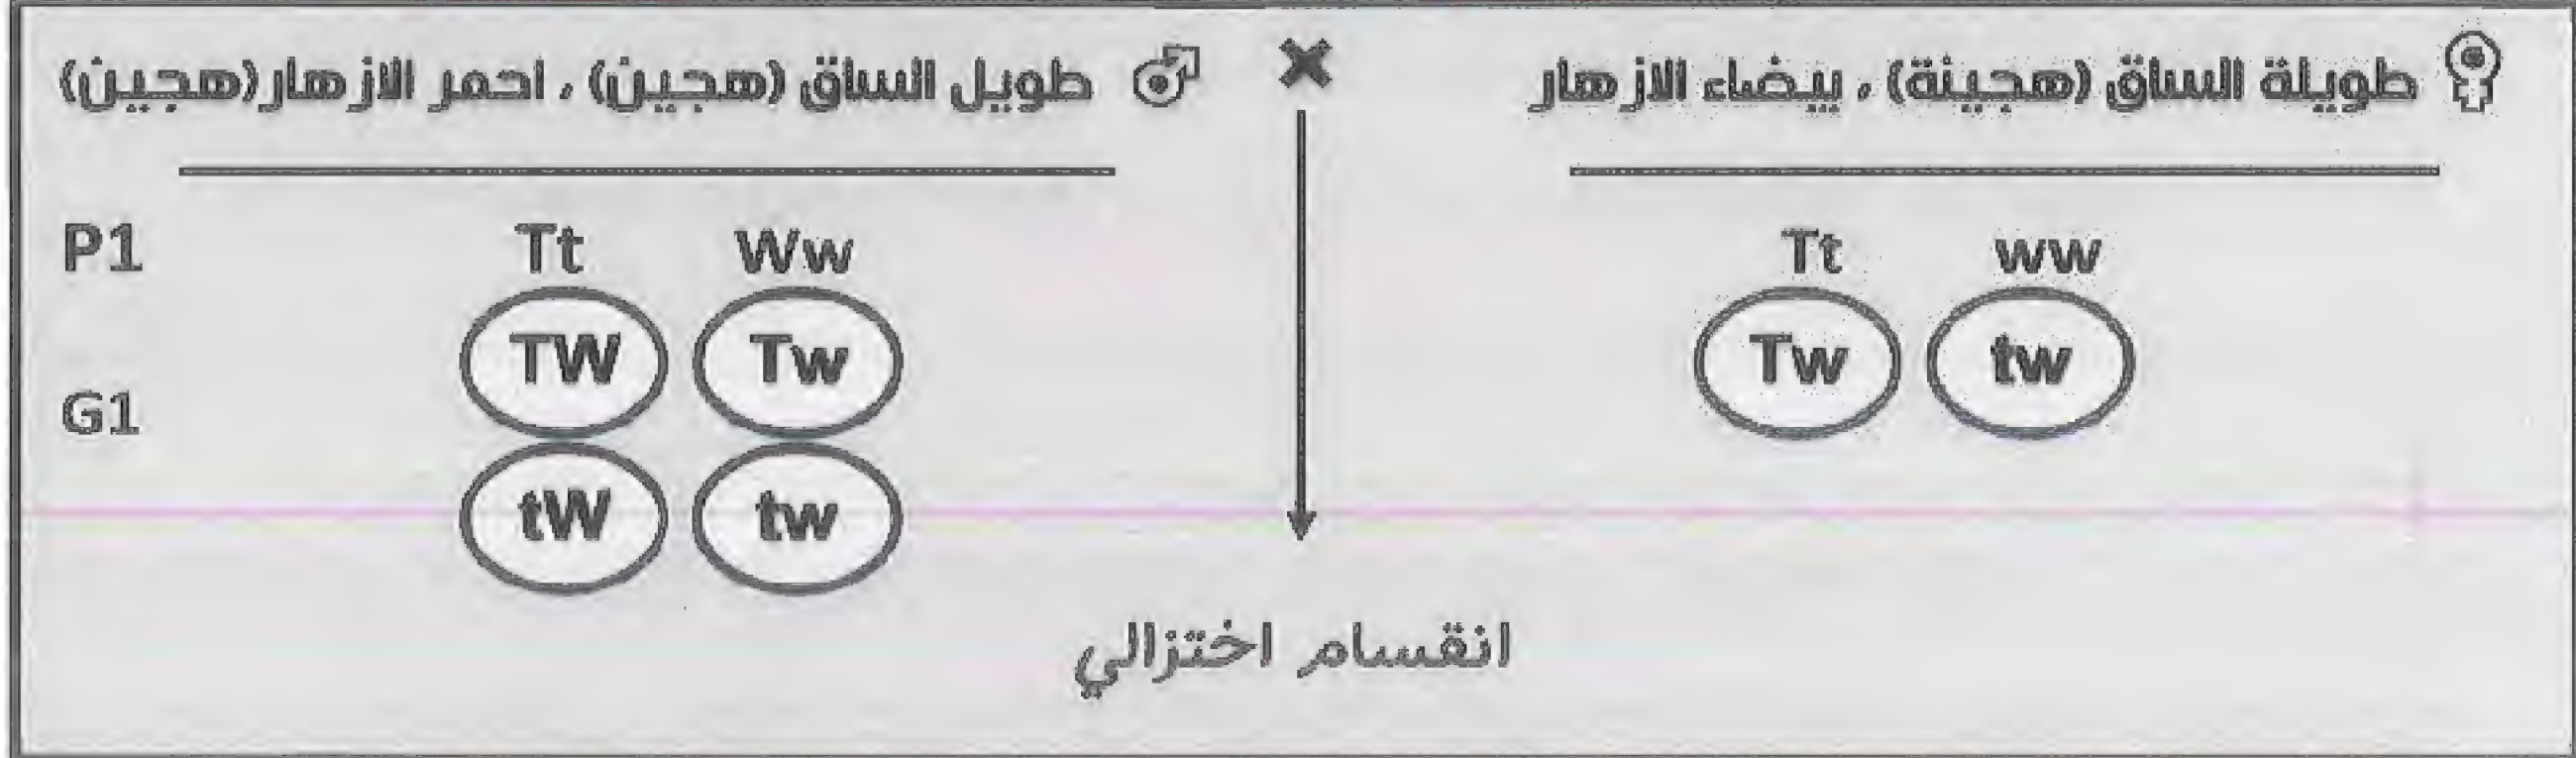 طويلة الساق (هجينة) ، بيضاء الازهار × طويل الساق (هجين) ، احمر الازهار(هجين)
P1 Tt Ww Tt ww
TW Tw Tw tw
G1
tW tw
انقسام اختزالي